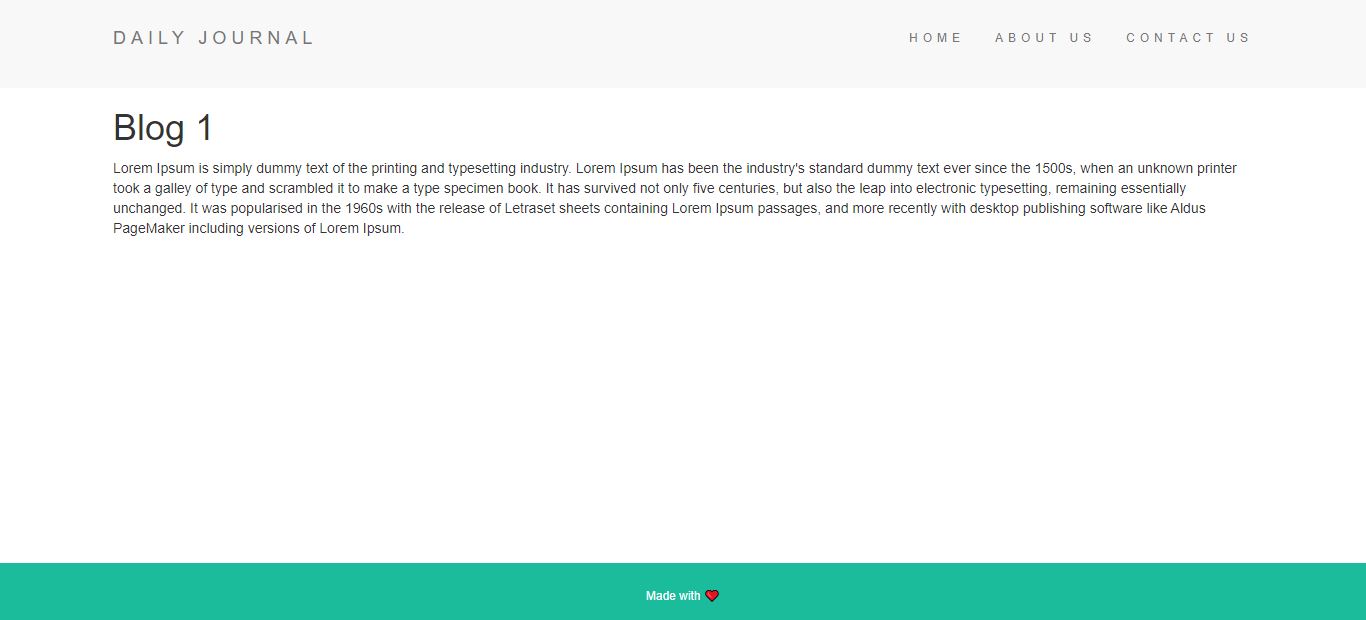 DAILY JOURNAL
HOME ABOUT US CONTACT US
Blog 1
Lorem Ipsum is simply dummy text of the printing and typesetting industry. Lorem Ipsum has been the industry's standard dummy text ever since the 1500s, when an unknown printer
took a galley of type and scrambled it to make a type specimen book. It has survived not only five centuries, but also the leap into electronic typesetting, remaining essentially
unchanged. It was popularised in the 1960s with the release of Letraset sheets containing Lorem Ipsum passages, and more recently with desktop publishing software like Aldus
PageMaker including versions of Lorem Ipsum.
Made with ❤